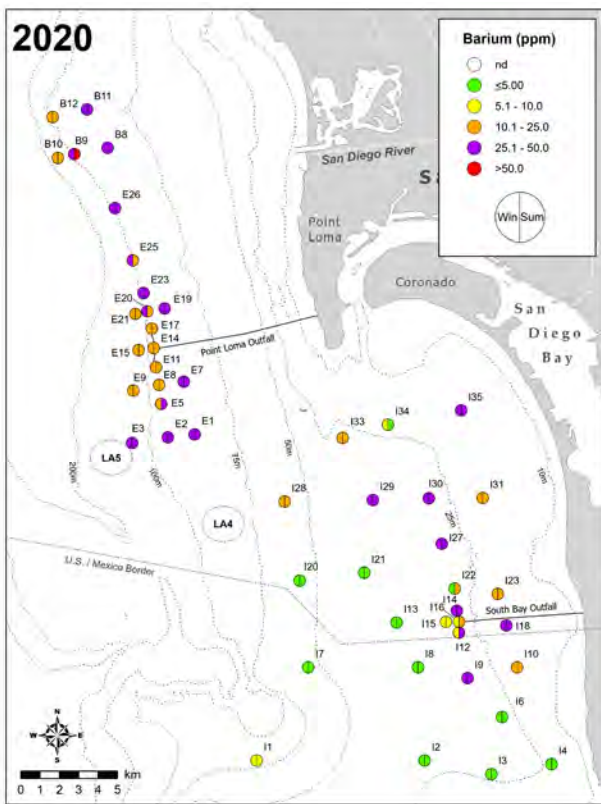 2020
Barium (ppm)
nd
≤5.00
5.1 - 10.0
10.1 - 25.0
25.1 - 50.0
>50.0
Win Sum
B12
B11
B10
B9
B8
San Diego River
Point
Loma
Coronado
San
Diego
Bay
E26
E25
E23
E20
E19
E21
E17
E14
Point Loma Outfall
E15
E11
E9
E8
E7
E5
E3
E2
E1
LA5
LA4
200m
100m
75m
50m
25m
10m
I35
I34
I33
I31
I30
I29
I28
I27
U.S. / Mexico Border
I20
I21
I22
I23
I14
I16
I13
I15
South Bay Outfall
I18
I12
I7
I8
I9
I10
I6
I1
I2
I3
I4
N
W E
S
0 1 2 3 4 5
km